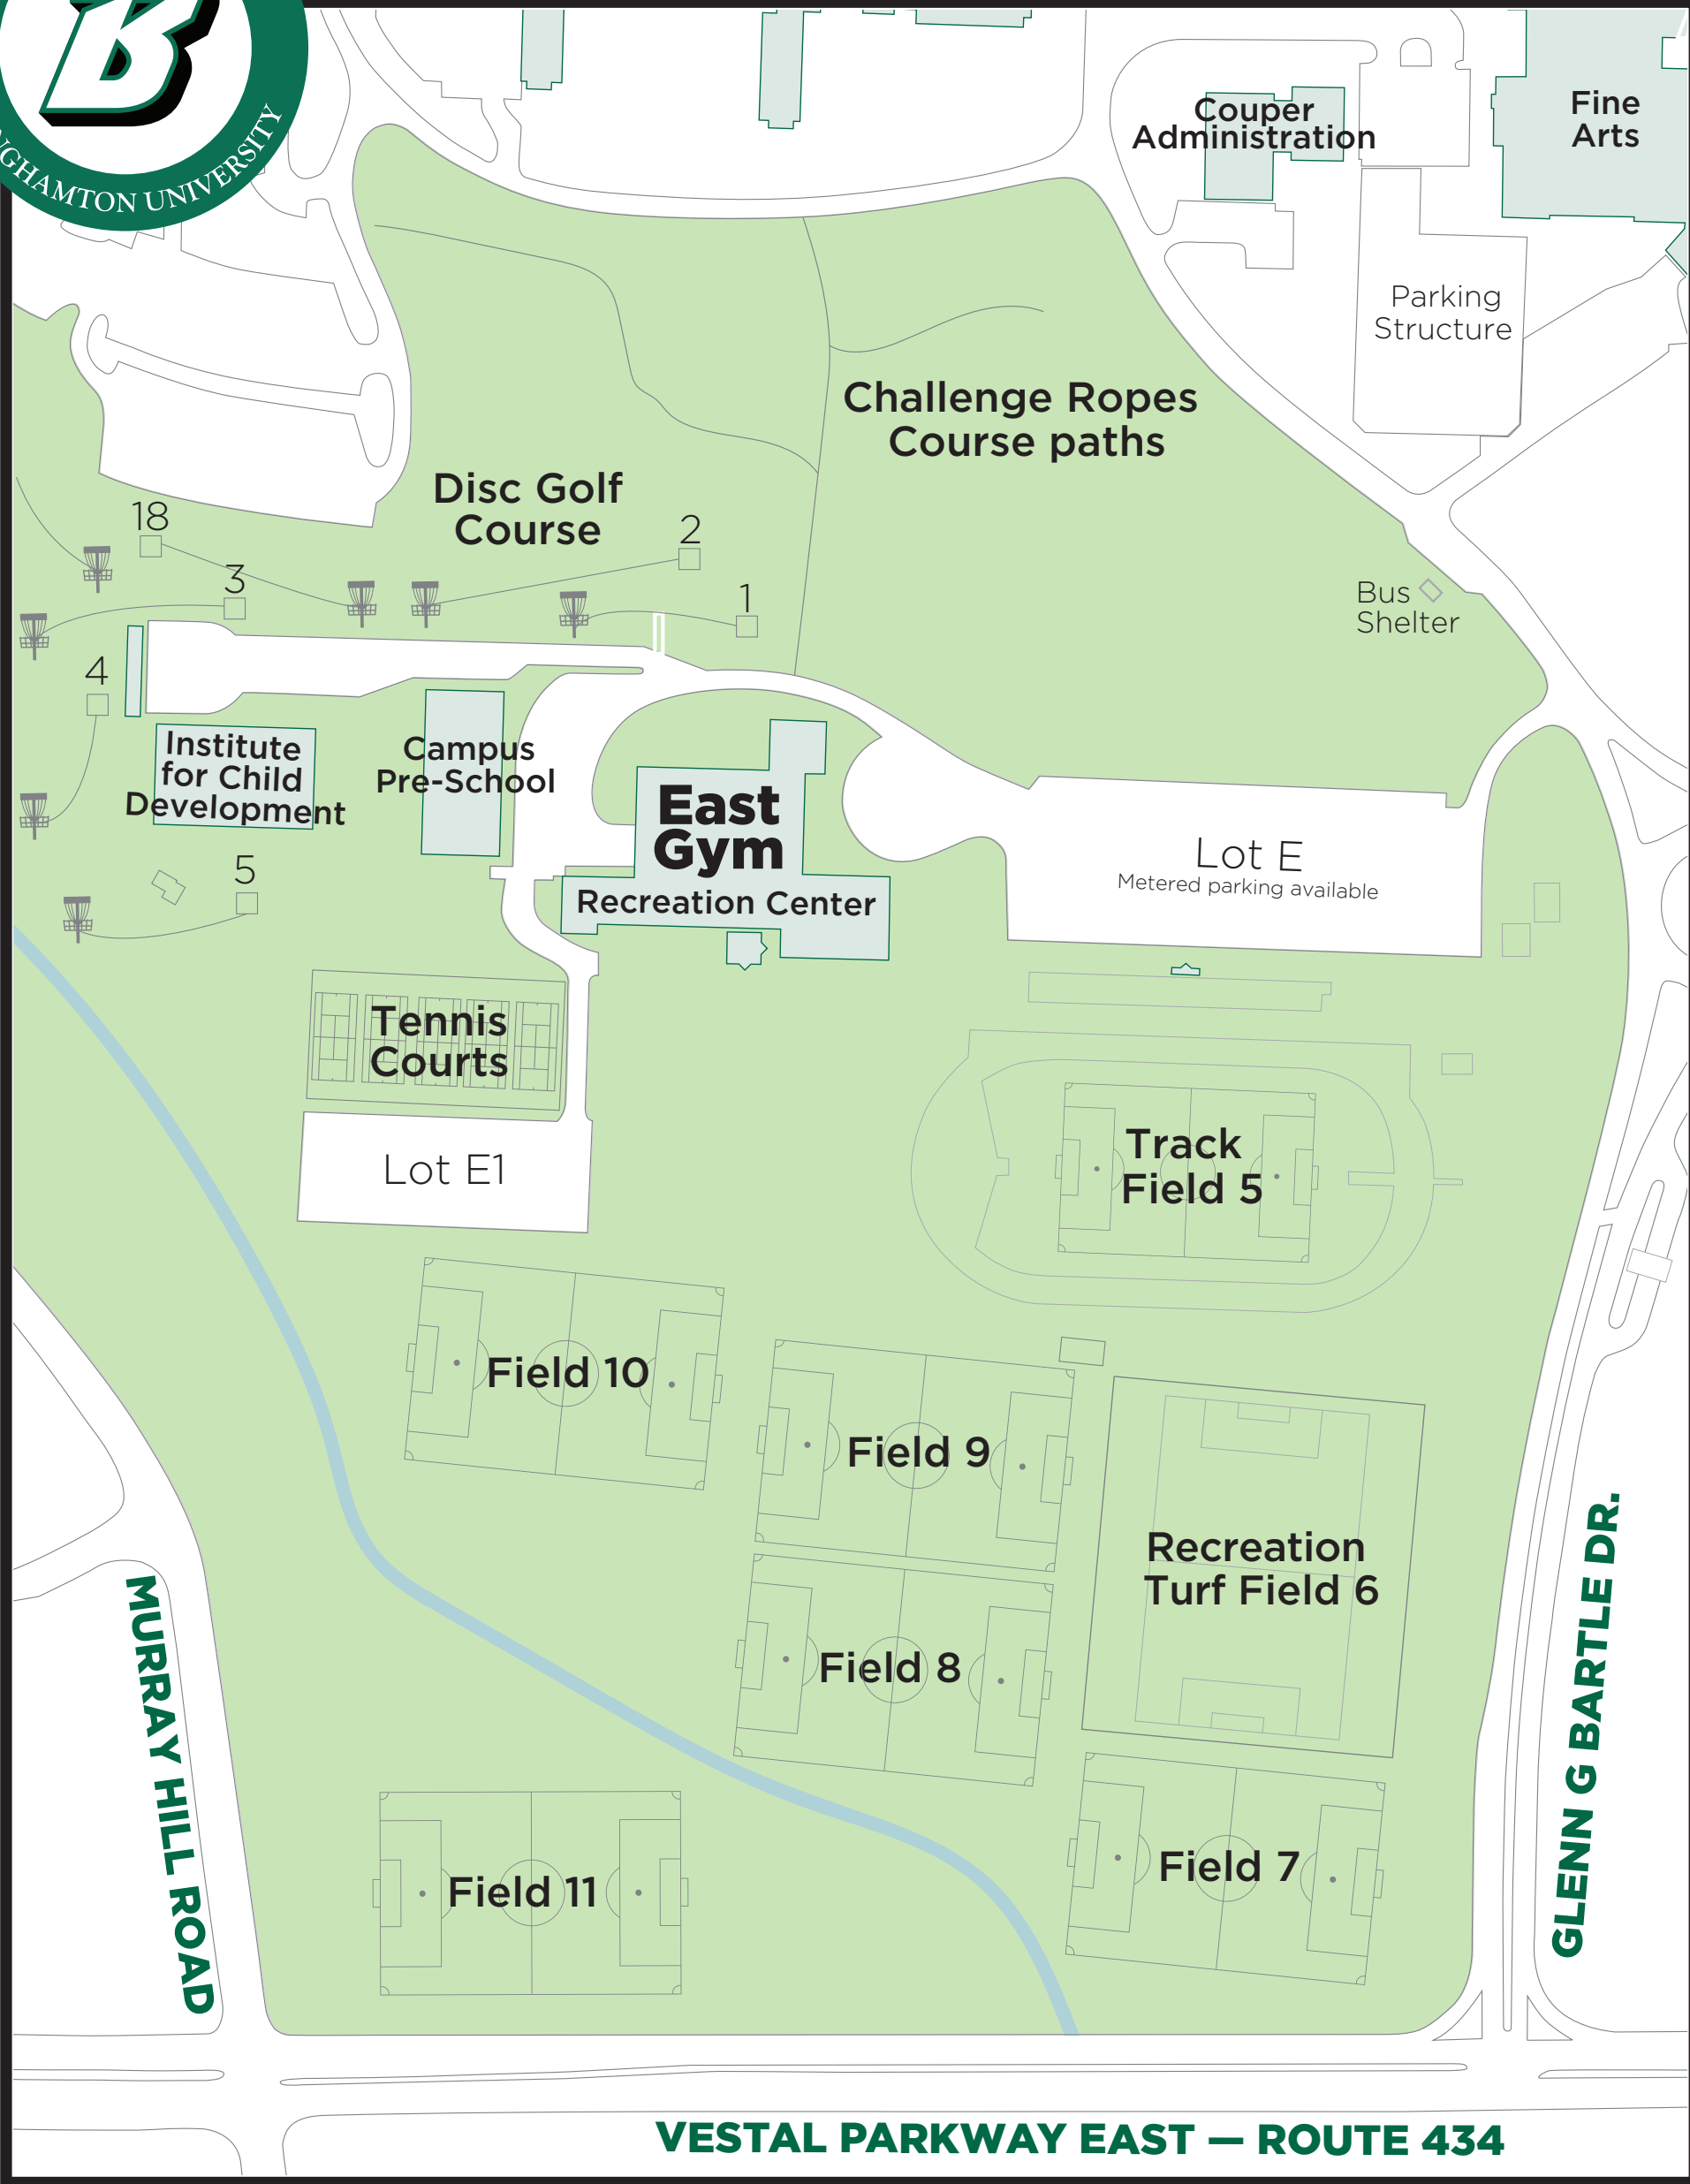 B
UNIVERSITY
Couper
Administration
Fine
Arts
Parking
Structure
Challenge Ropes
Course paths
Disc Golf
Course
18
2
3
1
Bus
Shelter
4
Institute
for Child
Development
Campus
Pre-School
East
Gym
Recreation Center
Lot E
Metered parking available
5
Tennis
Courts
Lot E1
Track
Field 5
Field 10
Field 9
Recreation
Turf Field 6
Field 8
Field 7
Field 11
MURRAY HILL ROAD
GLENN G BARTLE DR.
VESTAL PARKWAY EAST — ROUTE 434